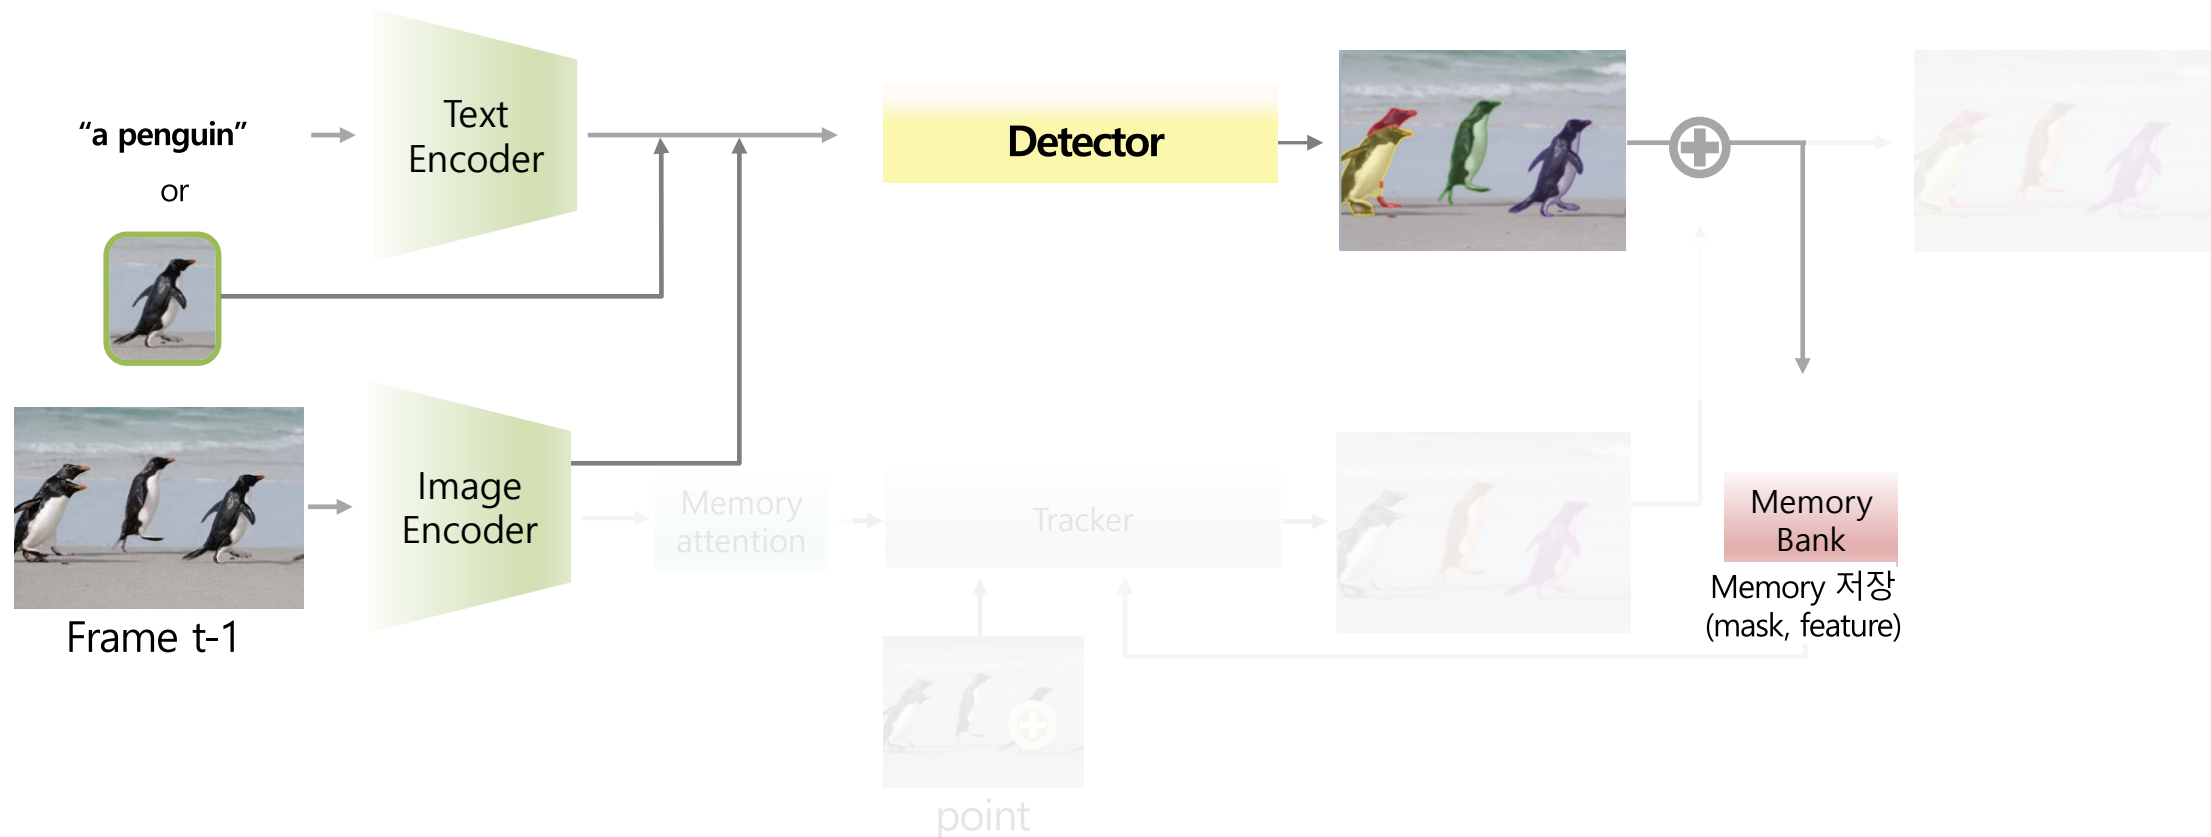 “a penguin”
or
Text
Encoder
Detector
Image
Encoder
Frame t-1
Memory
attention
Tracker
point
Memory
Bank
Memory 저장
(mask, feature)